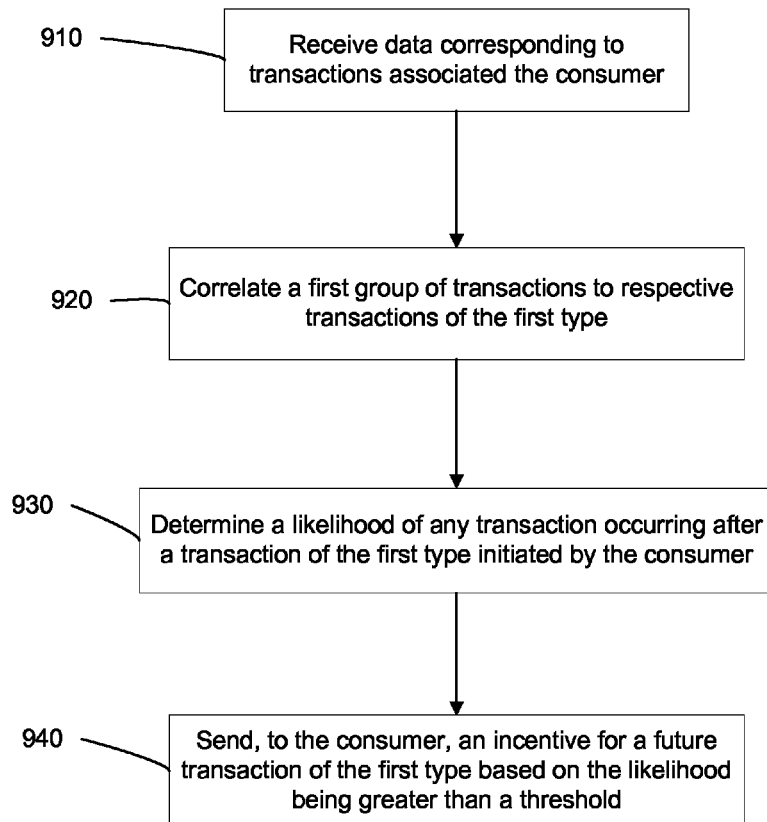 910
Receive data corresponding to
transactions associated the consumer
920
Correlate a first group of transactions to respective
transactions of the first type
930
Determine a likelihood of any transaction occurring after
a transaction of the first type initiated by the consumer
940
Send, to the consumer, an incentive for a future
transaction of the first type based on the likelihood
being greater than a threshold